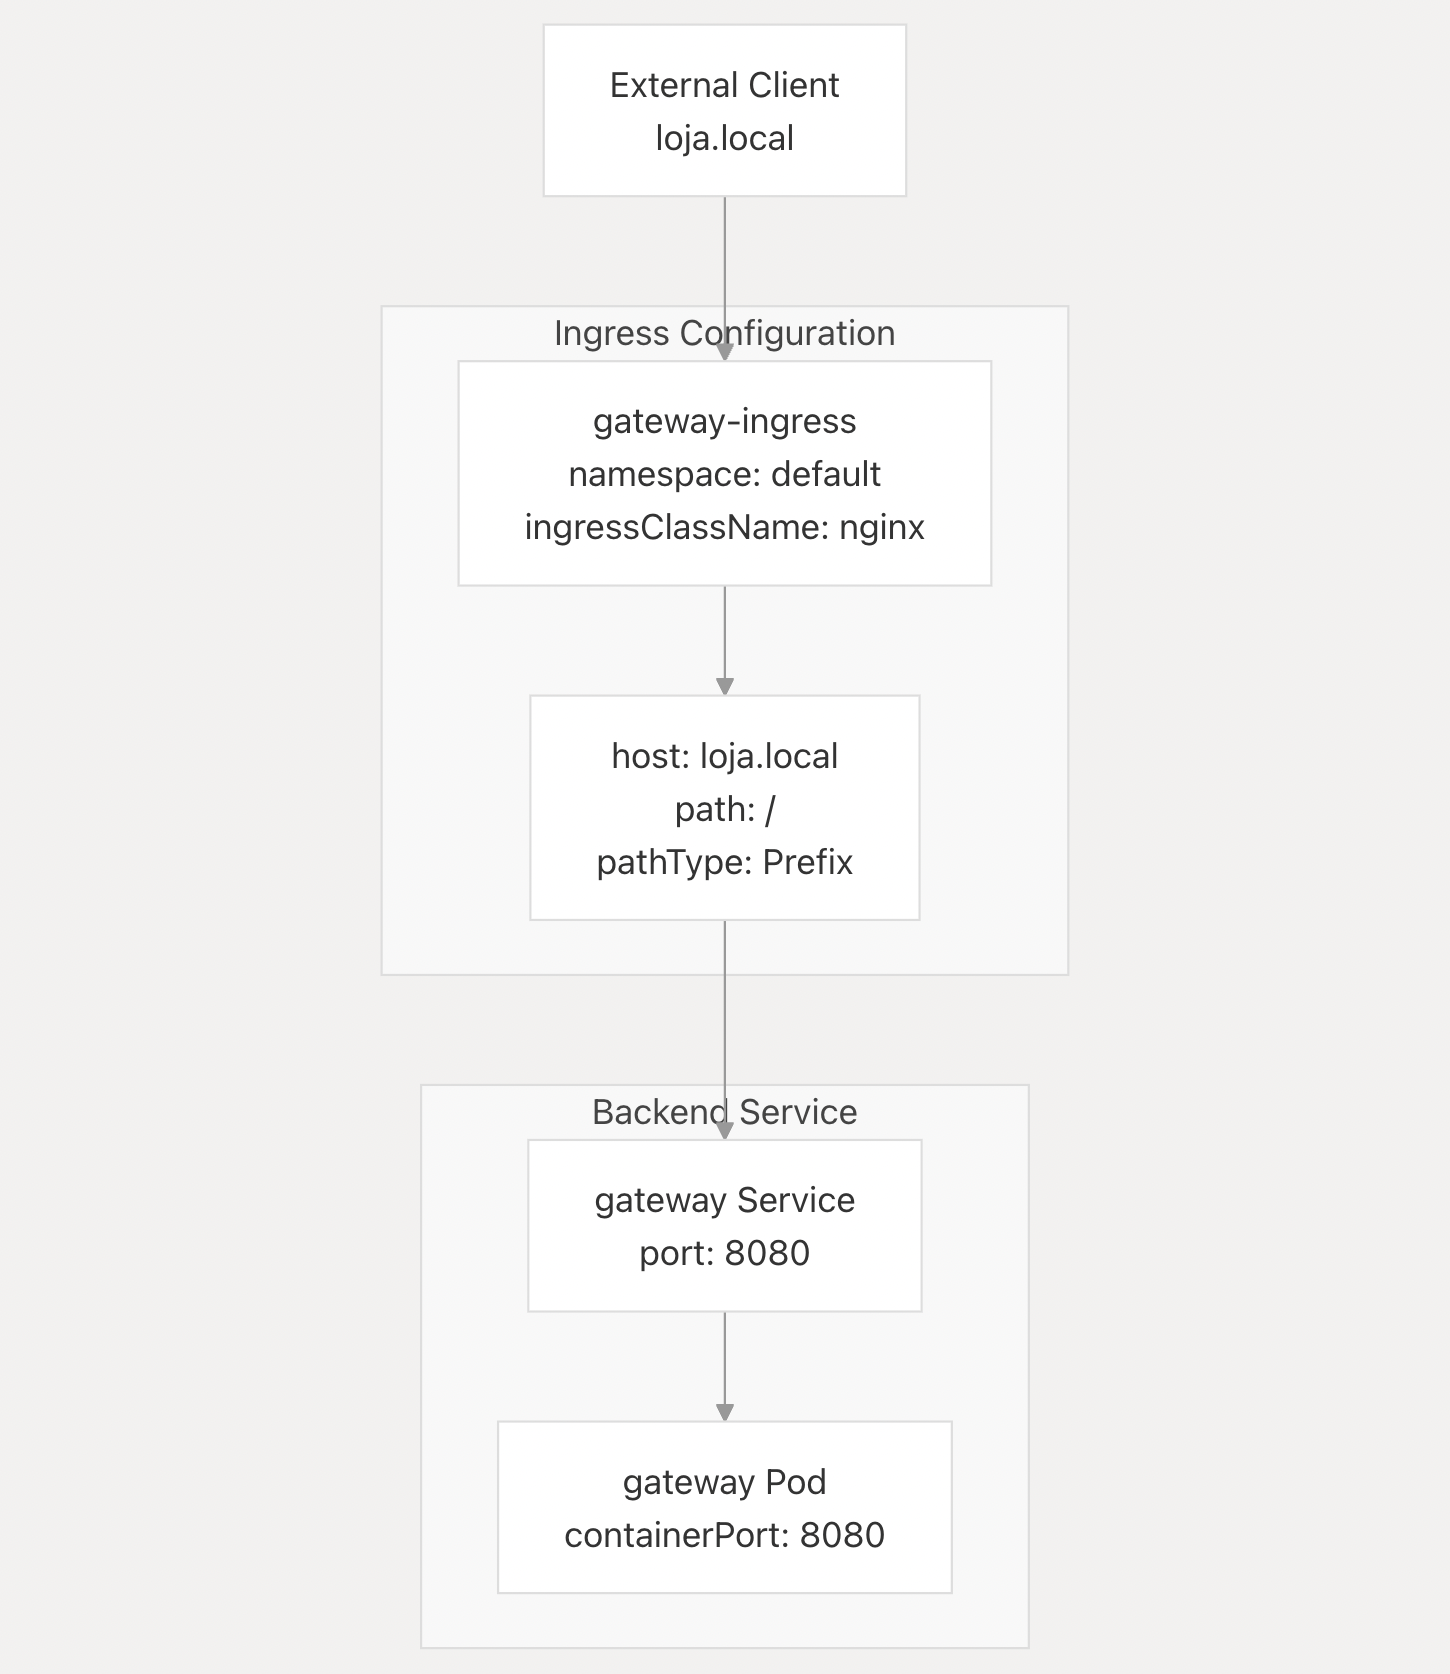 External Client
loja.local
Ingress Configuration
gateway-ingress
namespace: default
ingressClassName: nginx
host: loja.local
path: /
pathType: Prefix
Backend Service
gateway Service
port: 8080
gateway Pod
containerPort: 8080